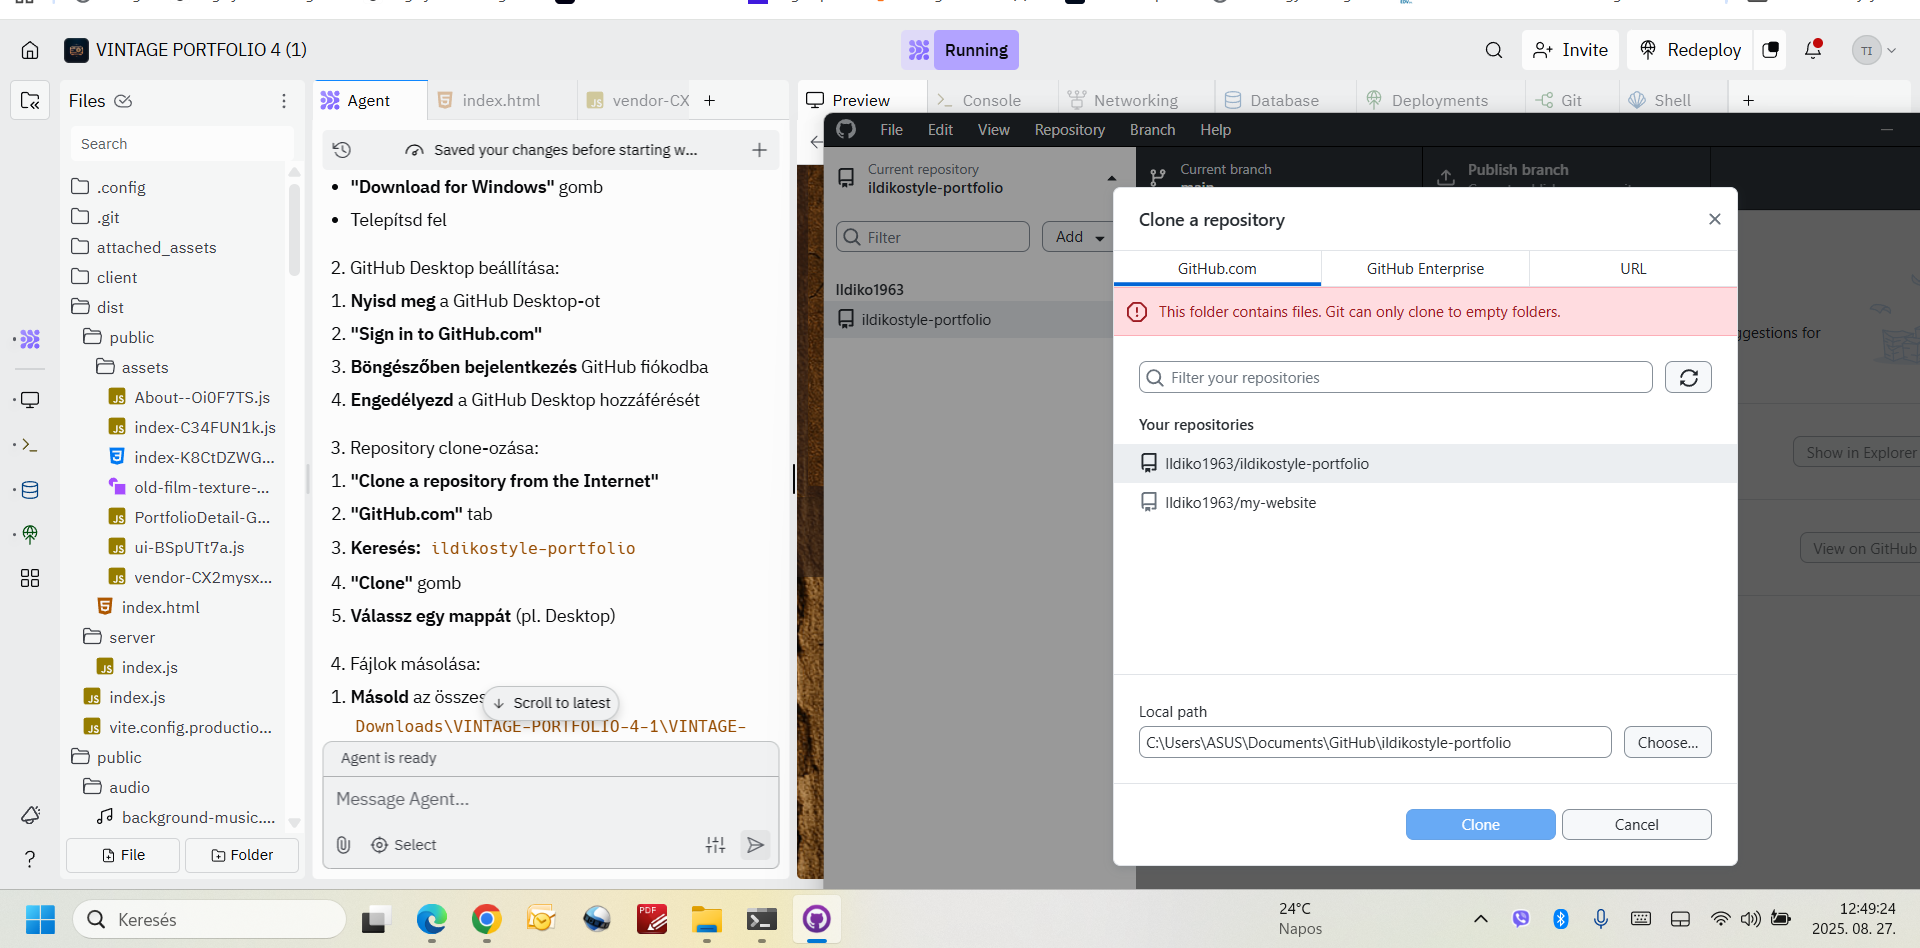 VINTAGE PORTFOLIO 4 (1)
Running
Invite
Redeploy
TI
Files
Agent
index.html
vendor-CX
Preview
Console
Networking
Database
Deployments
Git
Shell
Search
.config
.git
attached_assets
client
dist
public
assets
About--Oi0F7TS.js
index-C34FUN1k.js
index-K8CtDZWG...
old-film-texture-...
PortfolioDetail-G...
ui-BSpUTt7a.js
vendor-CX2mysx...
index.html
server
index.js
index.js
vite.config.productio...
public
audio
background-music....
File
Folder
Saved your changes before starting w...
• "Download for Windows" gomb
• Telepítsd fel
2. GitHub Desktop beállítása:
1. Nyisd meg a GitHub Desktop-ot
2. "Sign in to GitHub.com"
3. Böngészőben bejelentkezés GitHub fiókodba
4. Engedélyezd a GitHub Desktop hozzáférését
3. Repository clone-ozása:
1. "Clone a repository from the Internet"
2. "GitHub.com" tab
3. Keresés: ildikostyle-portfolio
4. "Clone" gomb
5. Válassz egy mappát (pl. Desktop)
4. Fájlok másolása:
1. Másold az összes
Scroll to latest
Downloads\VINTAGE-PORTFOLIO-4-1\VINTAGE-
Agent is ready
Message Agent...
Select
File
Edit
View
Repository
Branch
Help
Current repository
ildikostyle-portfolio
Current branch
main
Publish branch
Filter
Add
Ildiko1963
ildikostyle-portfolio
Clone a repository
GitHub.com
GitHub Enterprise
URL
This folder contains files. Git can only clone to empty folders.
Filter your repositories
Your repositories
Ildiko1963/ildikostyle-portfolio
Ildiko1963/my-website
Local path
C:\Users\ASUS\Documents\GitHub\ildikostyle-portfolio
Choose...
Clone
Cancel
ggestions for
Show in Explorer
View on GitHub
Keresés
PDF
24°C
Napos
12:49:24
2025. 08. 27.